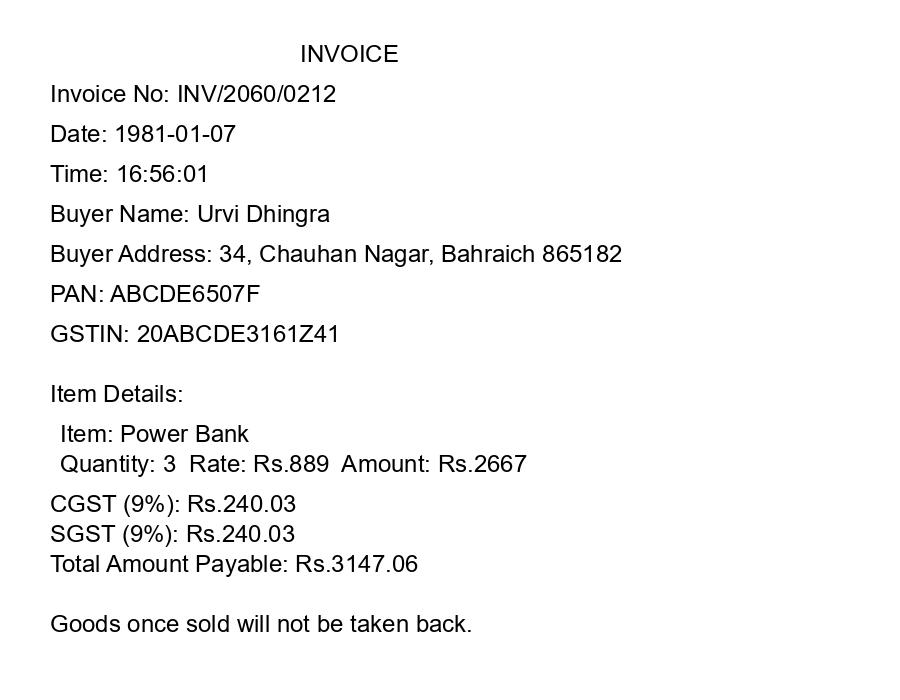 INVOICE
Invoice No: INV/2060/0212
Date: 1981-01-07
Time: 16:56:01
Buyer Name: Urvi Dhingra
Buyer Address: 34, Chauhan Nagar, Bahraich 865182
PAN: ABCDE6507F
GSTIN: 20ABCDE3161Z41
Item Details:
Item: Power Bank
Quantity: 3  Rate: Rs.889  Amount: Rs.2667
CGST (9%): Rs.240.03
SGST (9%): Rs.240.03
Total Amount Payable: Rs.3147.06
Goods once sold will not be taken back.